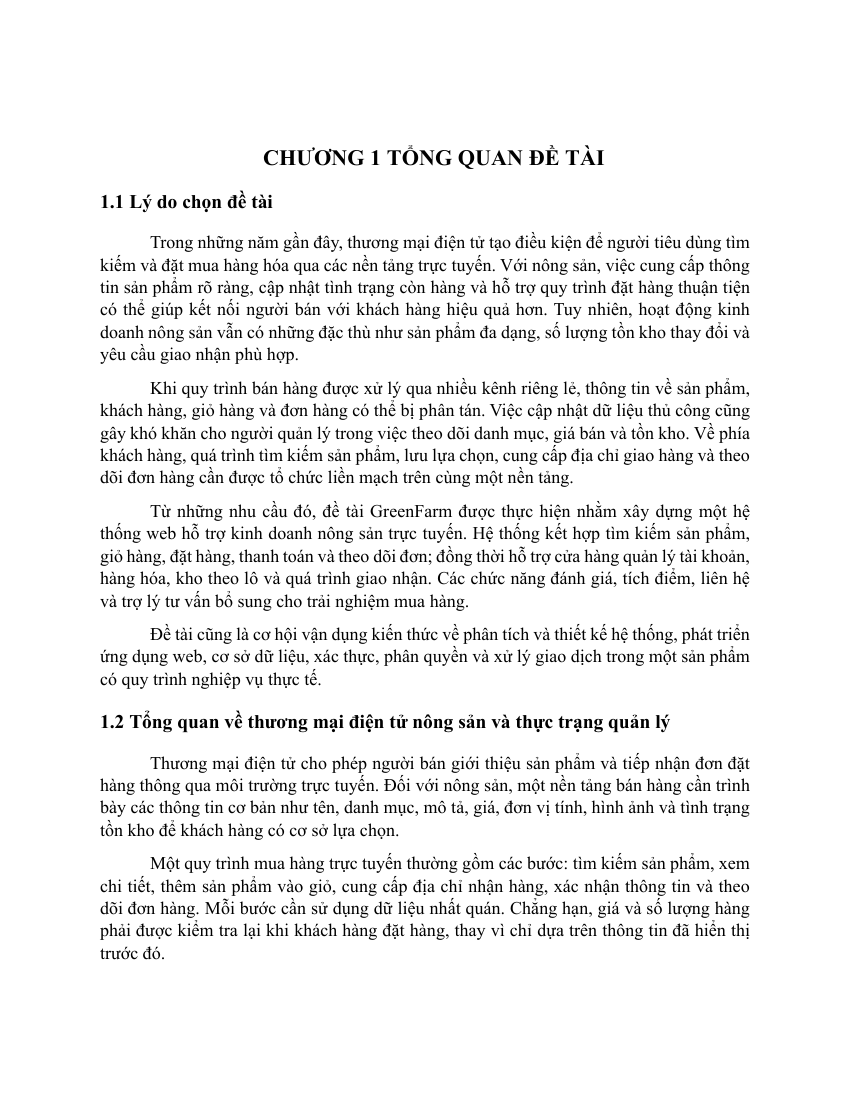 CHƯƠNG 1 TỔNG QUAN ĐỀ TÀI
1.1 Lý do chọn đề tài
Trong những năm gần đây, thương mại điện tử tạo điều kiện để người tiêu dùng tìm
kiếm và đặt mua hàng hóa qua các nền tảng trực tuyến. Với nông sản, việc cung cấp thông
tin sản phẩm rõ ràng, cập nhật tình trạng còn hàng và hỗ trợ quy trình đặt hàng thuận tiện
có thể giúp kết nối người bán với khách hàng hiệu quả hơn. Tuy nhiên, hoạt động kinh
doanh nông sản vẫn có những đặc thù như sản phẩm đa dạng, số lượng tồn kho thay đổi và
yêu cầu giao nhận phù hợp.
Khi quy trình bán hàng được xử lý qua nhiều kênh riêng lẻ, thông tin về sản phẩm,
khách hàng, giỏ hàng và đơn hàng có thể bị phân tán. Việc cập nhật dữ liệu thủ công cũng
gây khó khăn cho người quản lý trong việc theo dõi danh mục, giá bán và tồn kho. Về phía
khách hàng, quá trình tìm kiếm sản phẩm, lưu lựa chọn, cung cấp địa chỉ giao hàng và theo
dõi đơn hàng cần được tổ chức liền mạch trên cùng một nền tảng.
Từ những nhu cầu đó, đề tài GreenFarm được thực hiện nhằm xây dựng một hệ
thống web hỗ trợ kinh doanh nông sản trực tuyến. Hệ thống kết hợp tìm kiếm sản phẩm,
giỏ hàng, đặt hàng, thanh toán và theo dõi đơn; đồng thời hỗ trợ cửa hàng quản lý tài khoản,
hàng hóa, kho theo lô và quá trình giao nhận. Các chức năng đánh giá, tích điểm, liên hệ
và trợ lý tư vấn bổ sung cho trải nghiệm mua hàng.
Đề tài cũng là cơ hội vận dụng kiến thức về phân tích và thiết kế hệ thống, phát triển
ứng dụng web, cơ sở dữ liệu, xác thực, phân quyền và xử lý giao dịch trong một sản phẩm
có quy trình nghiệp vụ thực tế.
1.2 Tổng quan về thương mại điện tử nông sản và thực trạng quản lý
Thương mại điện tử cho phép người bán giới thiệu sản phẩm và tiếp nhận đơn đặt
hàng thông qua môi trường trực tuyến. Đối với nông sản, một nền tảng bán hàng cần trình
bày các thông tin cơ bản như tên, danh mục, mô tả, giá, đơn vị tính, hình ảnh và tình trạng
tồn kho để khách hàng có cơ sở lựa chọn.
Một quy trình mua hàng trực tuyến thường gồm các bước: tìm kiếm sản phẩm, xem
chi tiết, thêm sản phẩm vào giỏ, cung cấp địa chỉ nhận hàng, xác nhận thông tin và theo
dõi đơn hàng. Mỗi bước cần sử dụng dữ liệu nhất quán. Chẳng hạn, giá và số lượng hàng
phải được kiểm tra lại khi khách hàng đặt hàng, thay vì chỉ dựa trên thông tin đã hiển thị
trước đó.